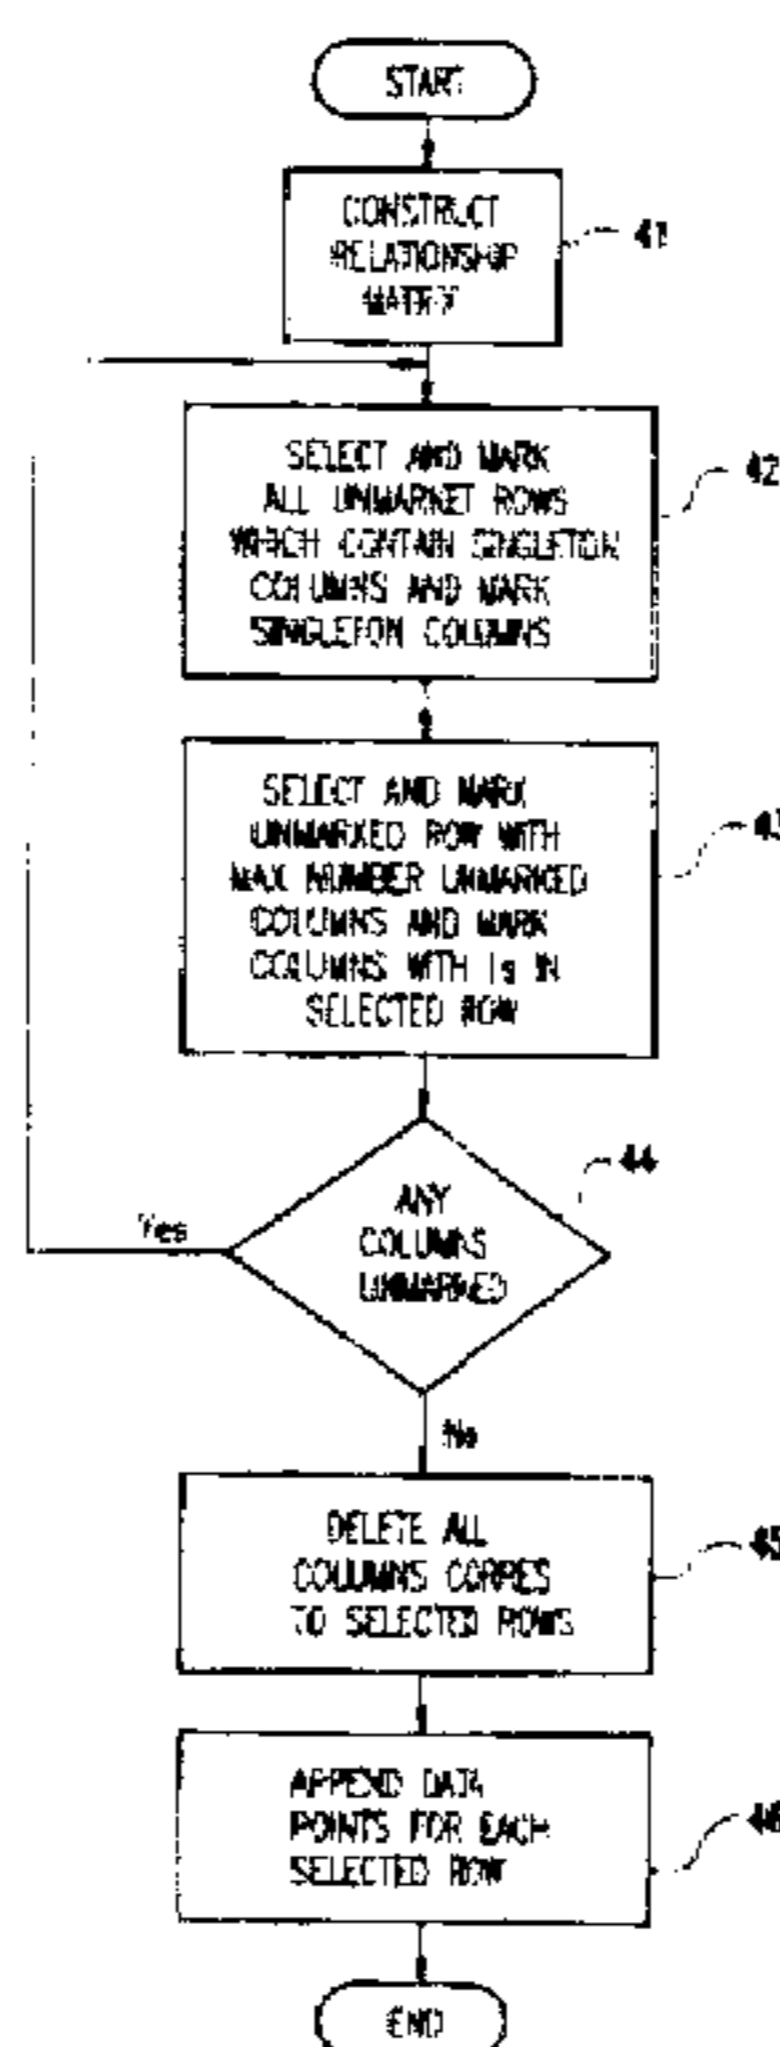 START
CONSTRUCT
RELATIONSHIP
MATRIX
41
SELECT AND MARK
ALL UNMARKET ROWS
WHICH CONTAIN SINGLETON
COLUMNS AND MARK
SINGLETON COLUMNS
42
SELECT AND MARK
UNMARKED ROW WITH
MAX NUMBER UNMARKED
COLUMNS AND MARK
COLUMNS WITH 1s IN
SELECTED ROW
43
ANY
COLUMNS
UNMARKED
44
Yes
No
DELETE ALL
COLUMNS CORRES
TO SELECTED ROWS
45
APPEND DATA
POINTS FOR EACH
SELECTED ROW
46
END